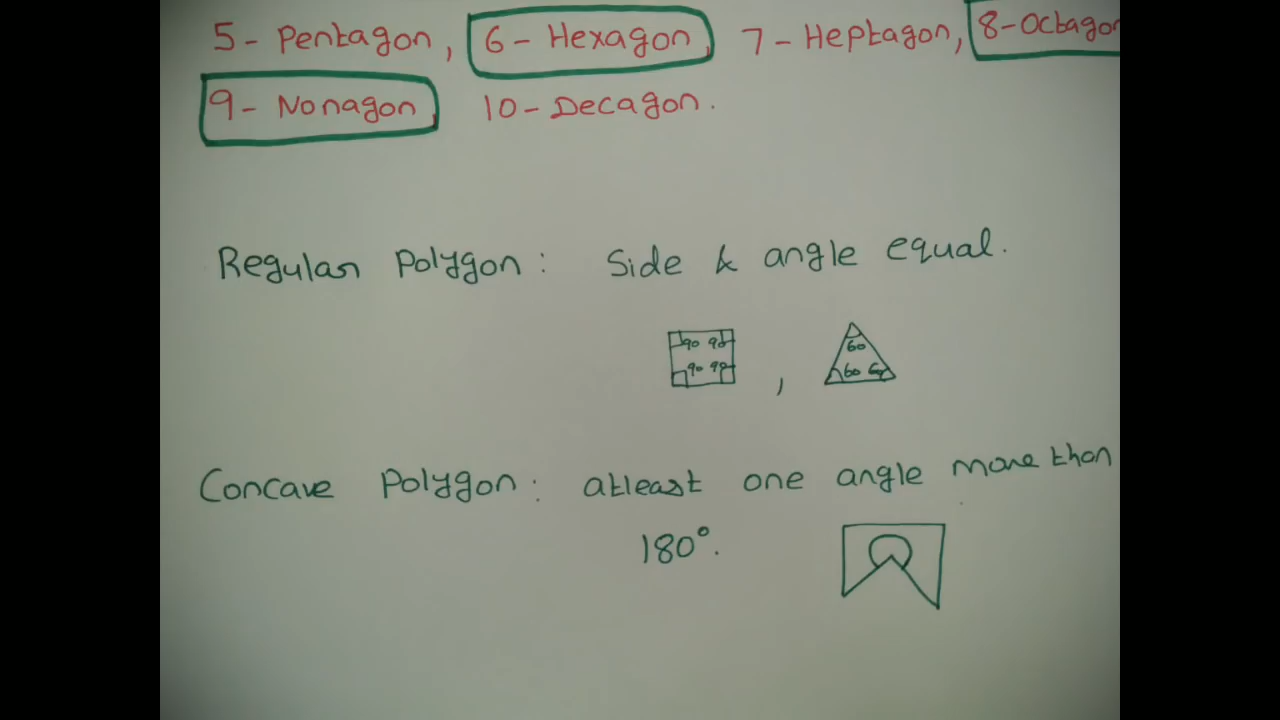 5 - Pentagon, 6 - Hexagon, 7 - Heptagon, 8 - Octagon
9 - Nonagon 10 - Decagon.
Regular Polygon: Side & angle equal.
90 90 60
90 90 , 60 60
Concave Polygon: atleast one angle more than
180°.